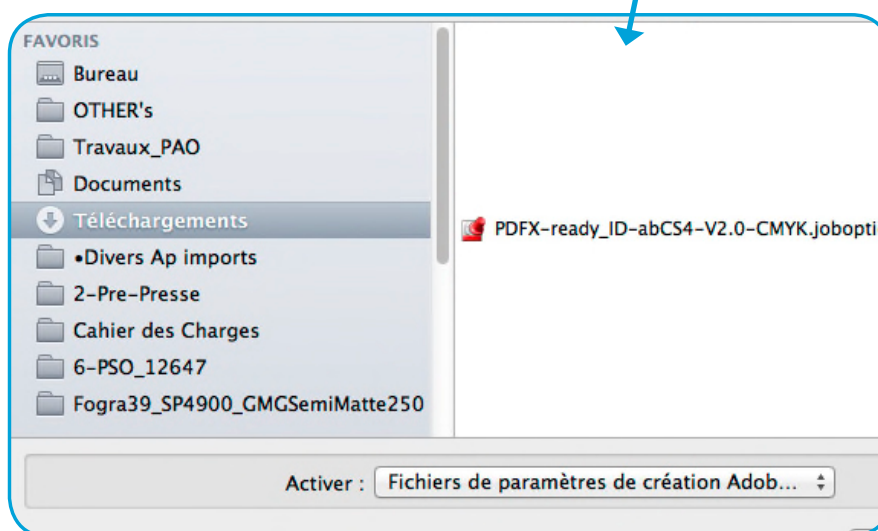 FAVORIS
Bureau
OTHER's
Travaux_PAO
Documents
Téléchargements
•Divers Ap imports
2-Pre-Presse
Cahier des Charges
6-PSO_12647
Fogra39_SP4900_GMGSemiMatte250
PDFX-ready_ID-abCS4-V2.0-CMYK.jobopti
Activer : Fichiers de paramètres de création Adob...